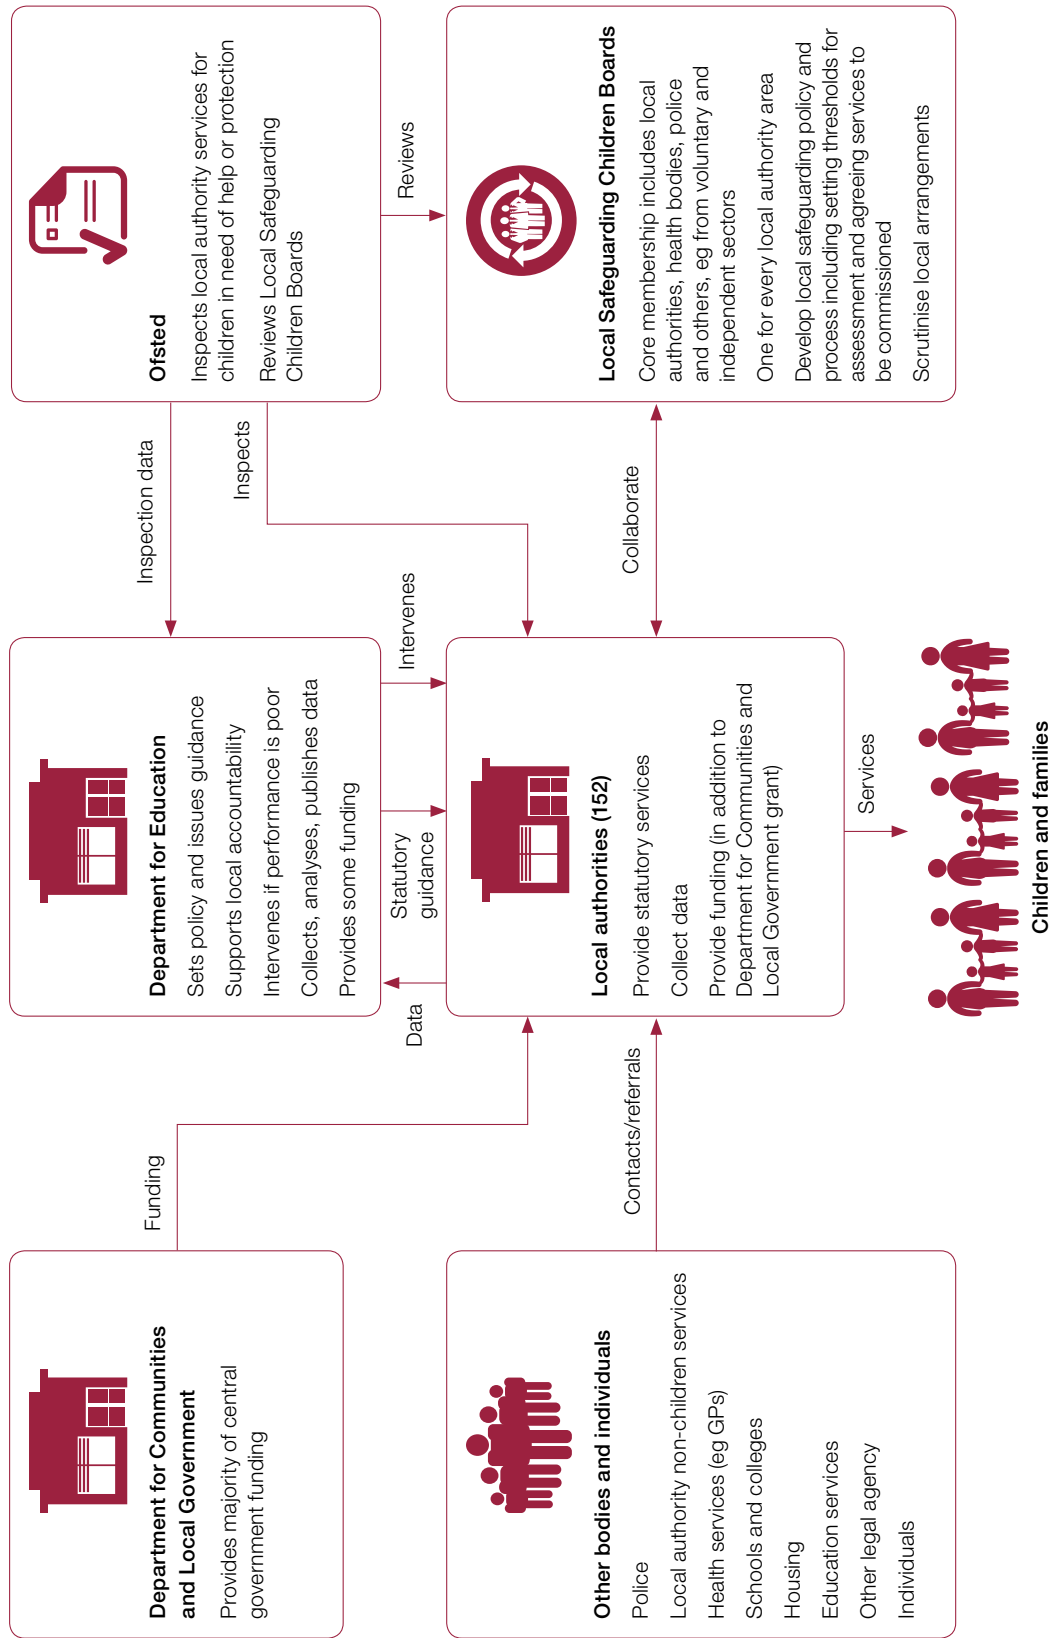 Department for Communities
and Local Government
Provides majority of central
government funding
Funding
Department for Education
Sets policy and issues guidance
Supports local accountability
Intervenes if performance is poor
Collects, analyses, publishes data
Provides some funding
Inspection data
Inspects
Ofsted
Inspects local authority services for
children in need of help or protection
Reviews Local Safeguarding
Children Boards
Data
Statutory
guidance
Intervenes
Reviews
Other bodies and individuals
Police
Local authority non-children services
Health services (eg GPs)
Schools and colleges
Housing
Education services
Other legal agency
Individuals
Contacts/referrals
Local authorities (152)
Provide statutory services
Collect data
Provide funding (in addition to
Department for Communities and
Local Government grant)
Collaborate
Local Safeguarding Children Boards
Core membership includes local
authorities, health bodies, police
and others, eg from voluntary and
independent sectors
One for every local authority area
Develop local safeguarding policy and
process including setting thresholds for
assessment and agreeing services to
be commissioned
Scrutinise local arrangements
Services
Children and families